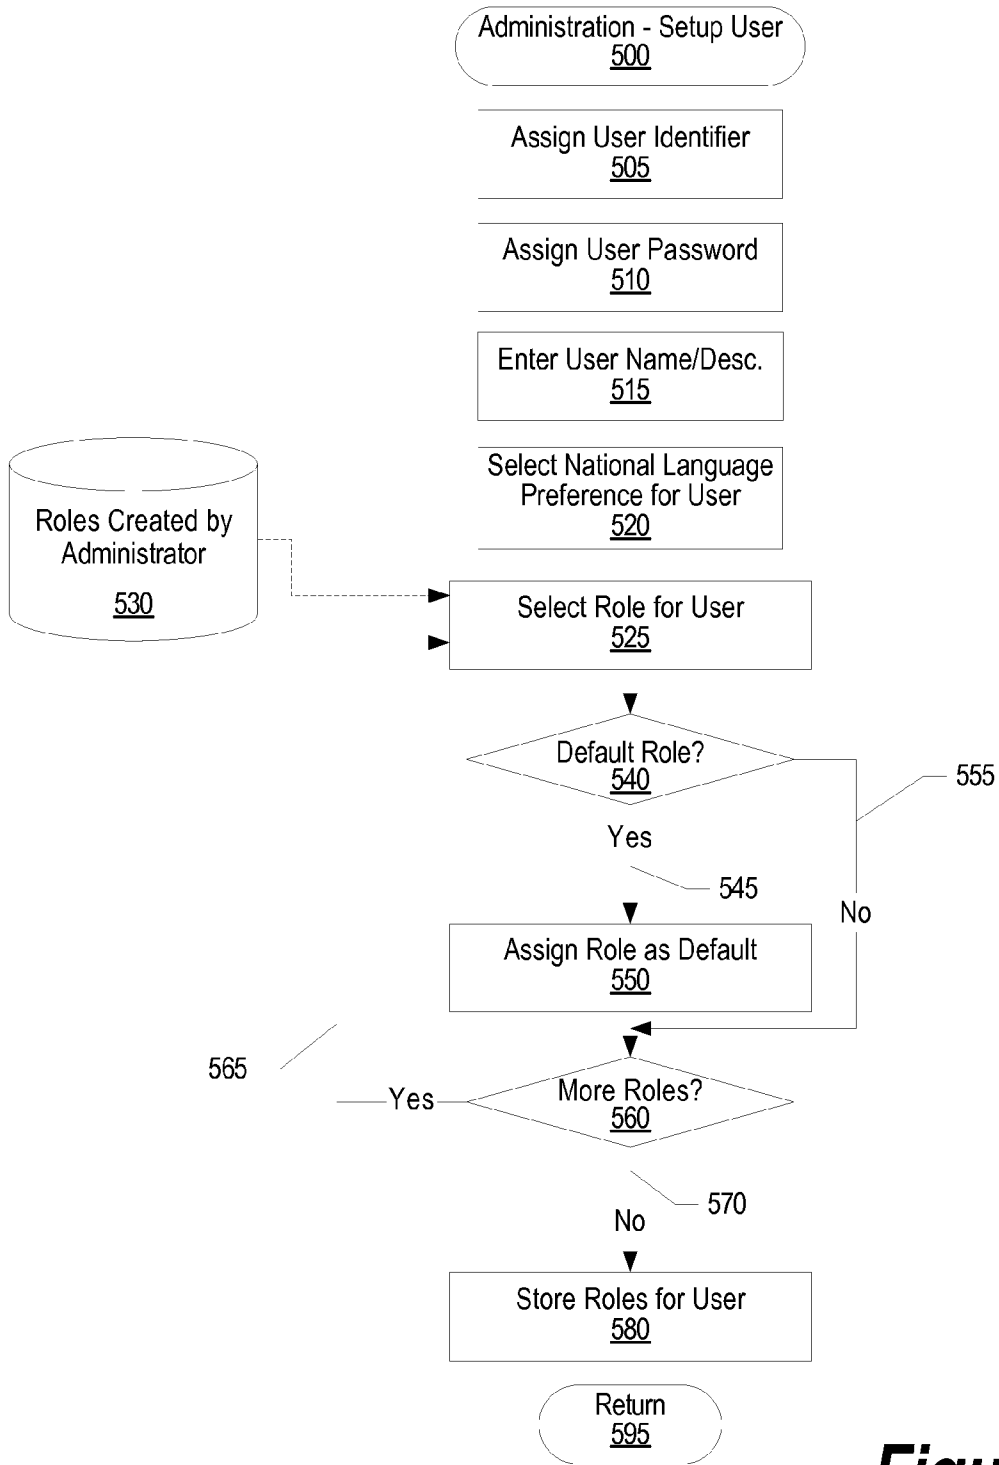 Administration - Setup User
500
Assign User Identifier
505
Assign User Password
510
Enter User Name/Desc.
515
Select National Language
Preference for User
520
Roles Created by
Administrator
530
Select Role for User
525
Default Role?
540
555
Yes
545
No
Assign Role as Default
550
565
Yes
More Roles?
560
570
No
Store Roles for User
580
Return
595